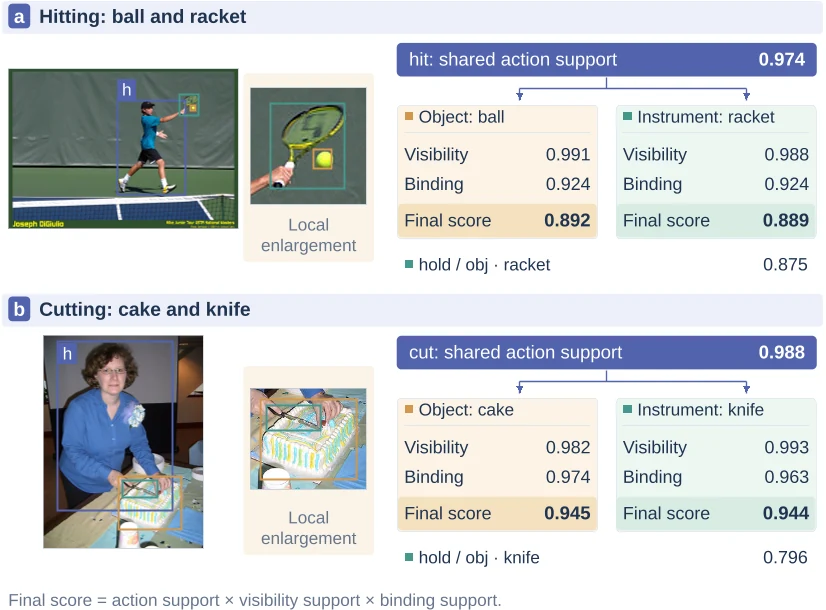 a Hitting: ball and racket
h
Joseph DiGiulio
Local
enlargement
hit: shared action support 0.974
Object: ball
Visibility 0.991
Binding 0.924
Final score 0.892
Instrument: racket
Visibility 0.988
Binding 0.924
Final score 0.889
hold / obj · racket 0.875
b Cutting: cake and knife
h
Local
enlargement
cut: shared action support 0.988
Object: cake
Visibility 0.982
Binding 0.974
Final score 0.945
Instrument: knife
Visibility 0.993
Binding 0.963
Final score 0.944
hold / obj · knife 0.796
Final score = action support × visibility support × binding support.